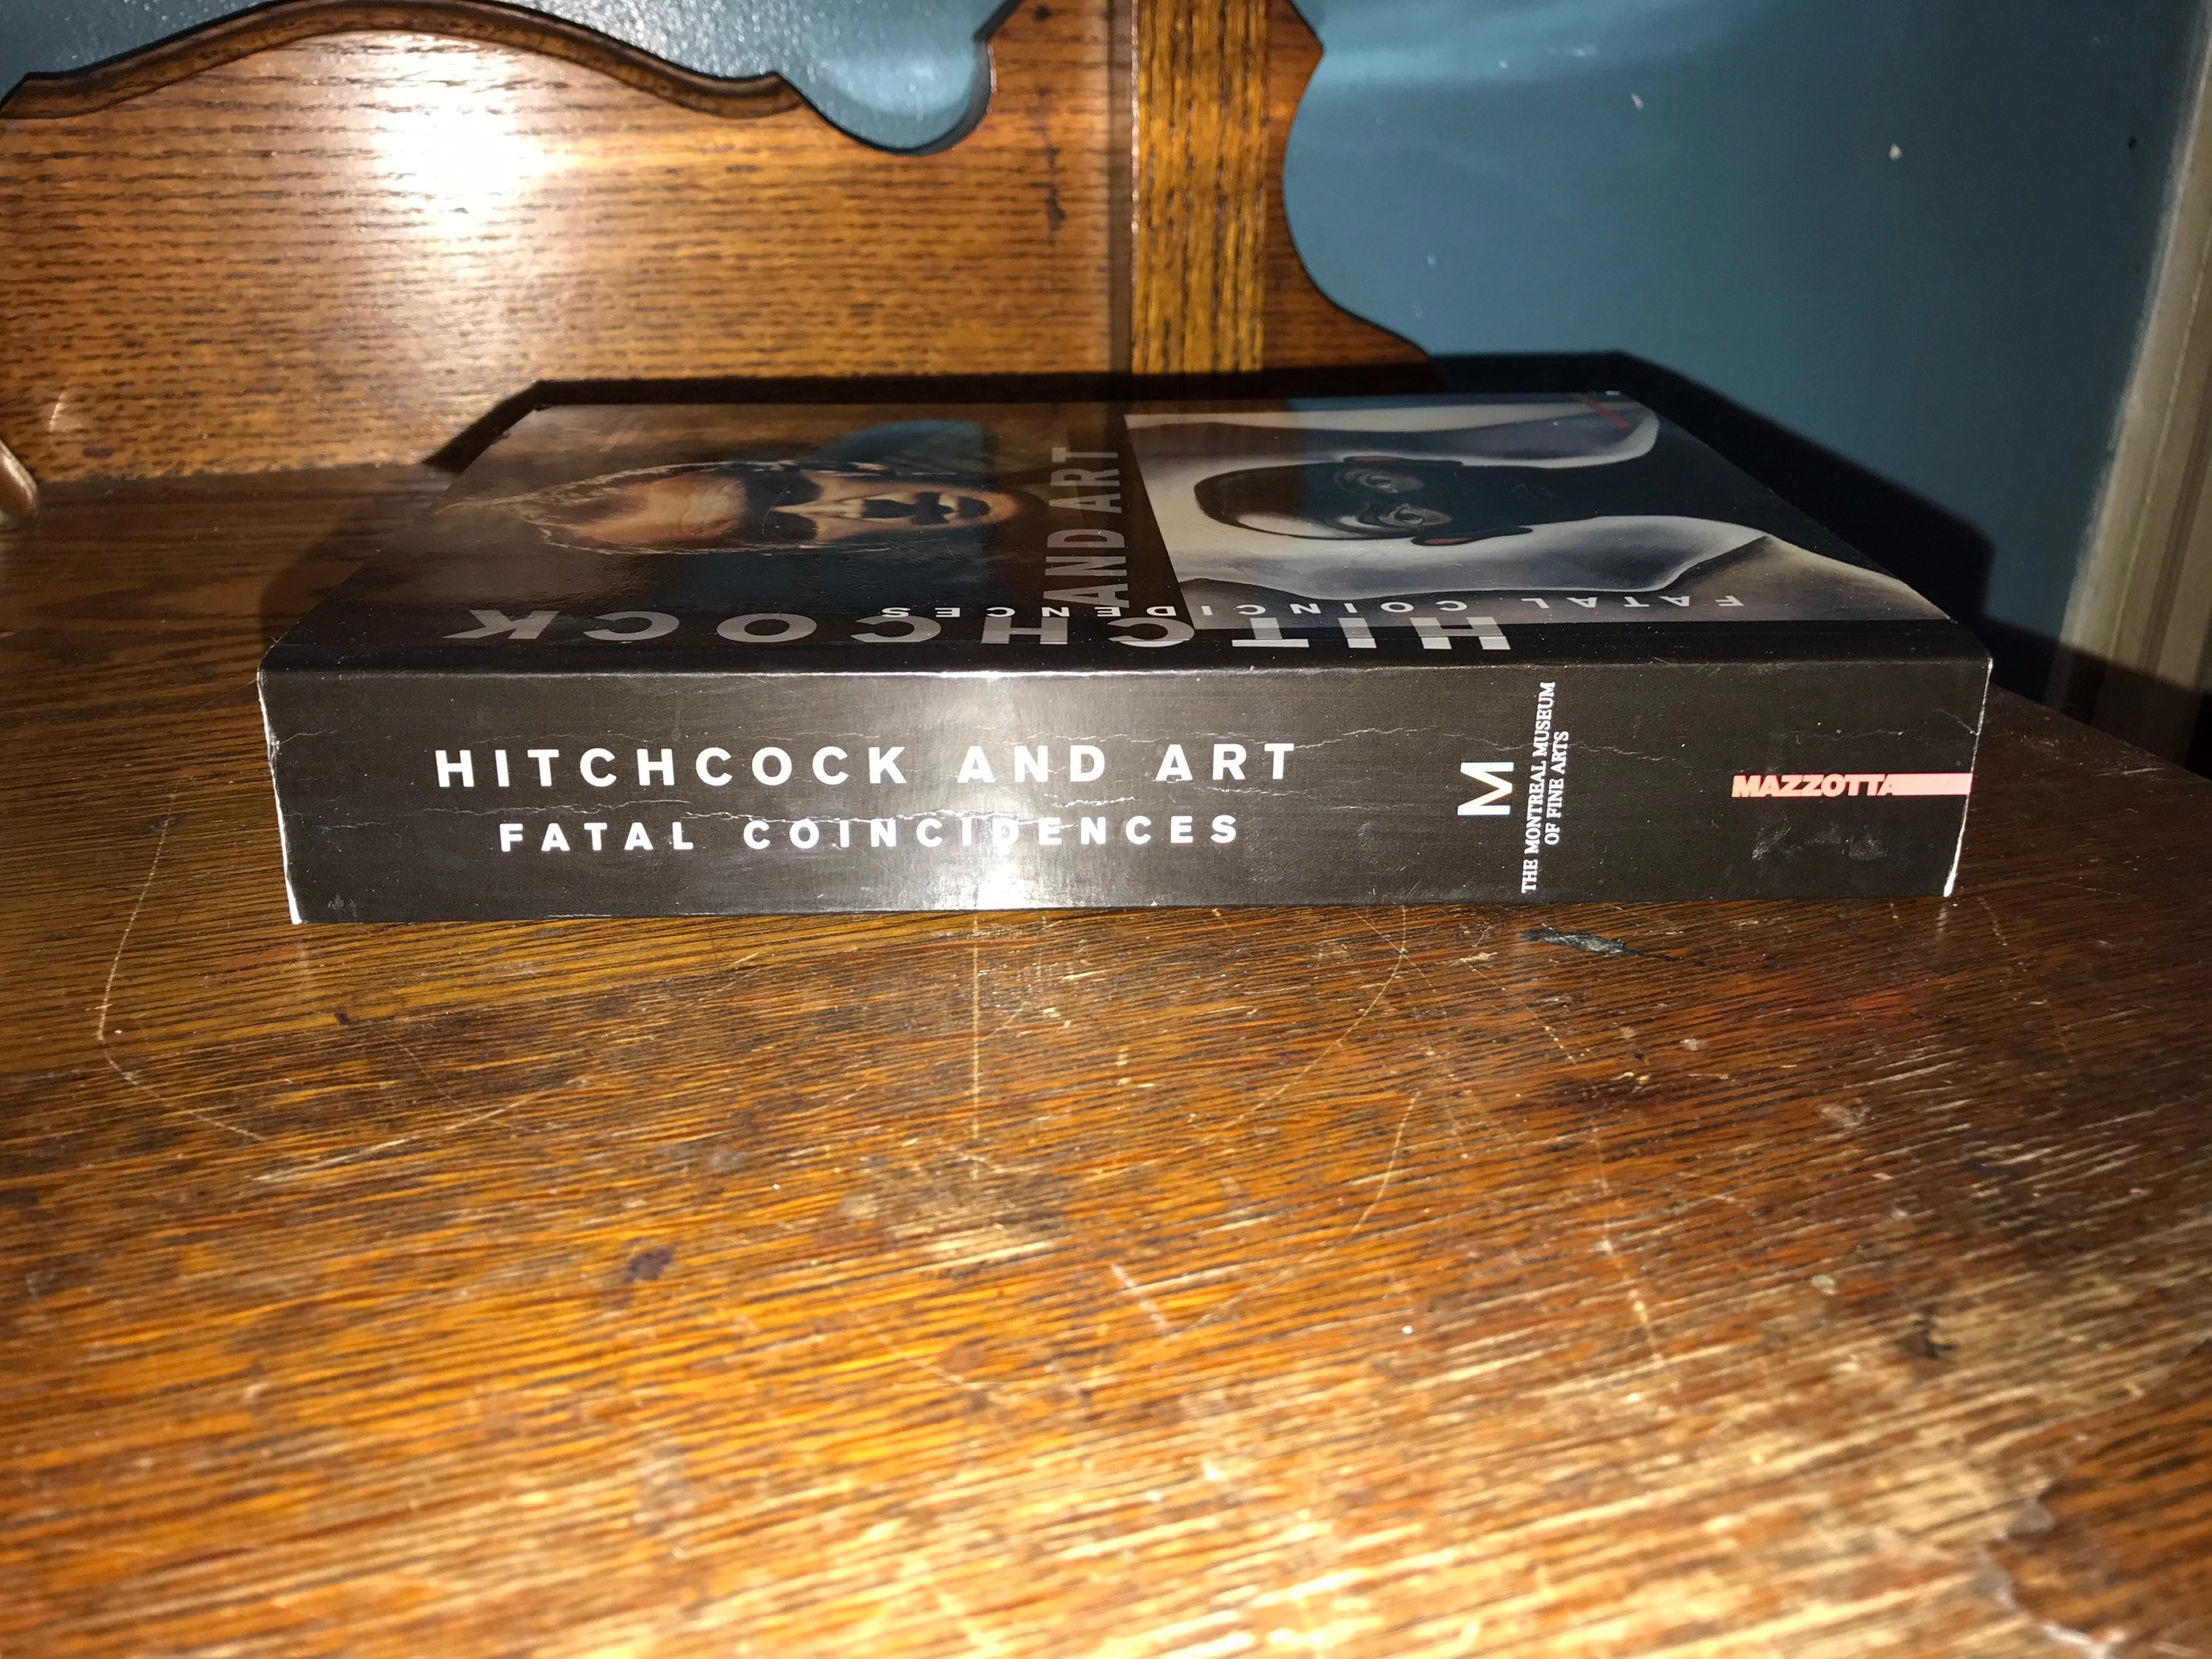 HITCHCOCK
AND ART
FATAL COINCIDENCES
HITCHCOCK AND ART
FATAL COINCIDENCES
M
THE MONTREAL MUSEUM
OF FINE ARTS
MAZZOTTA